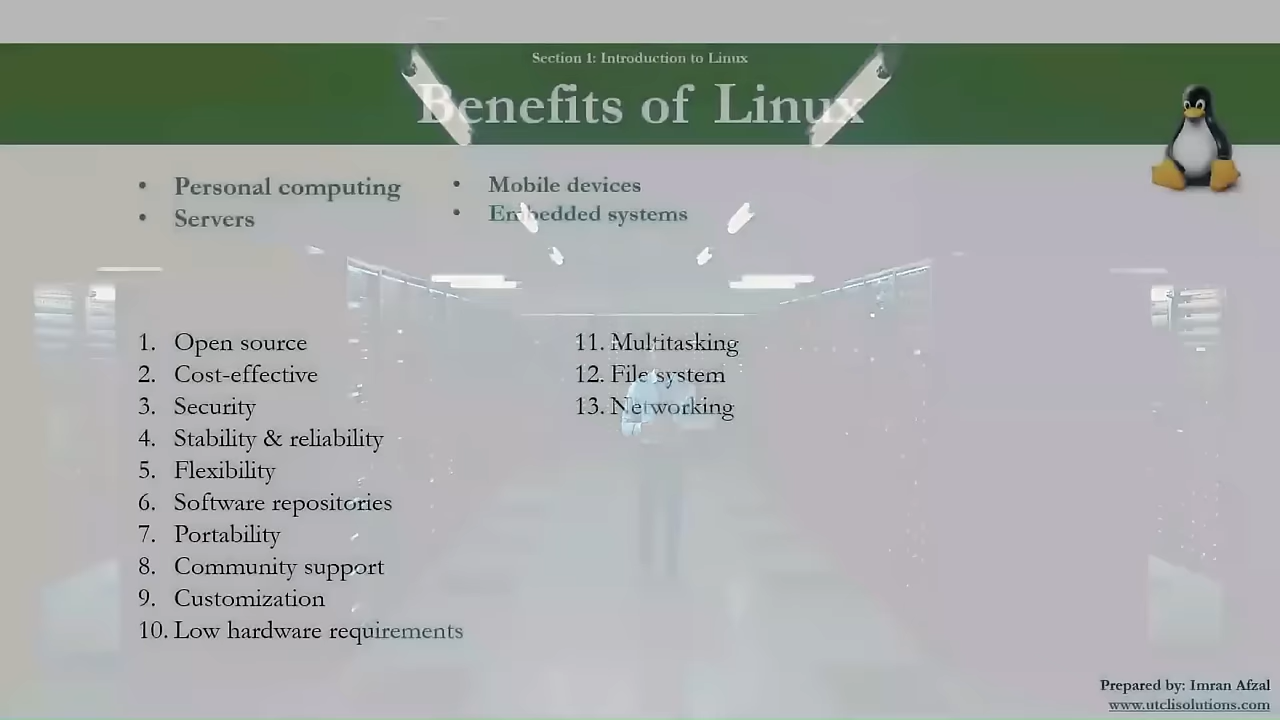 Section 1: Introduction to Linux
Benefits of Linux
• Personal computing
• Servers
• Mobile devices
• Embedded systems
1. Open source
2. Cost-effective
3. Security
4. Stability & reliability
5. Flexibility
6. Software repositories
7. Portability
8. Community support
9. Customization
10. Low hardware requirements
11. Multitasking
12. File system
13. Networking
Prepared by: Imran Afzal
www.utclisolutions.com